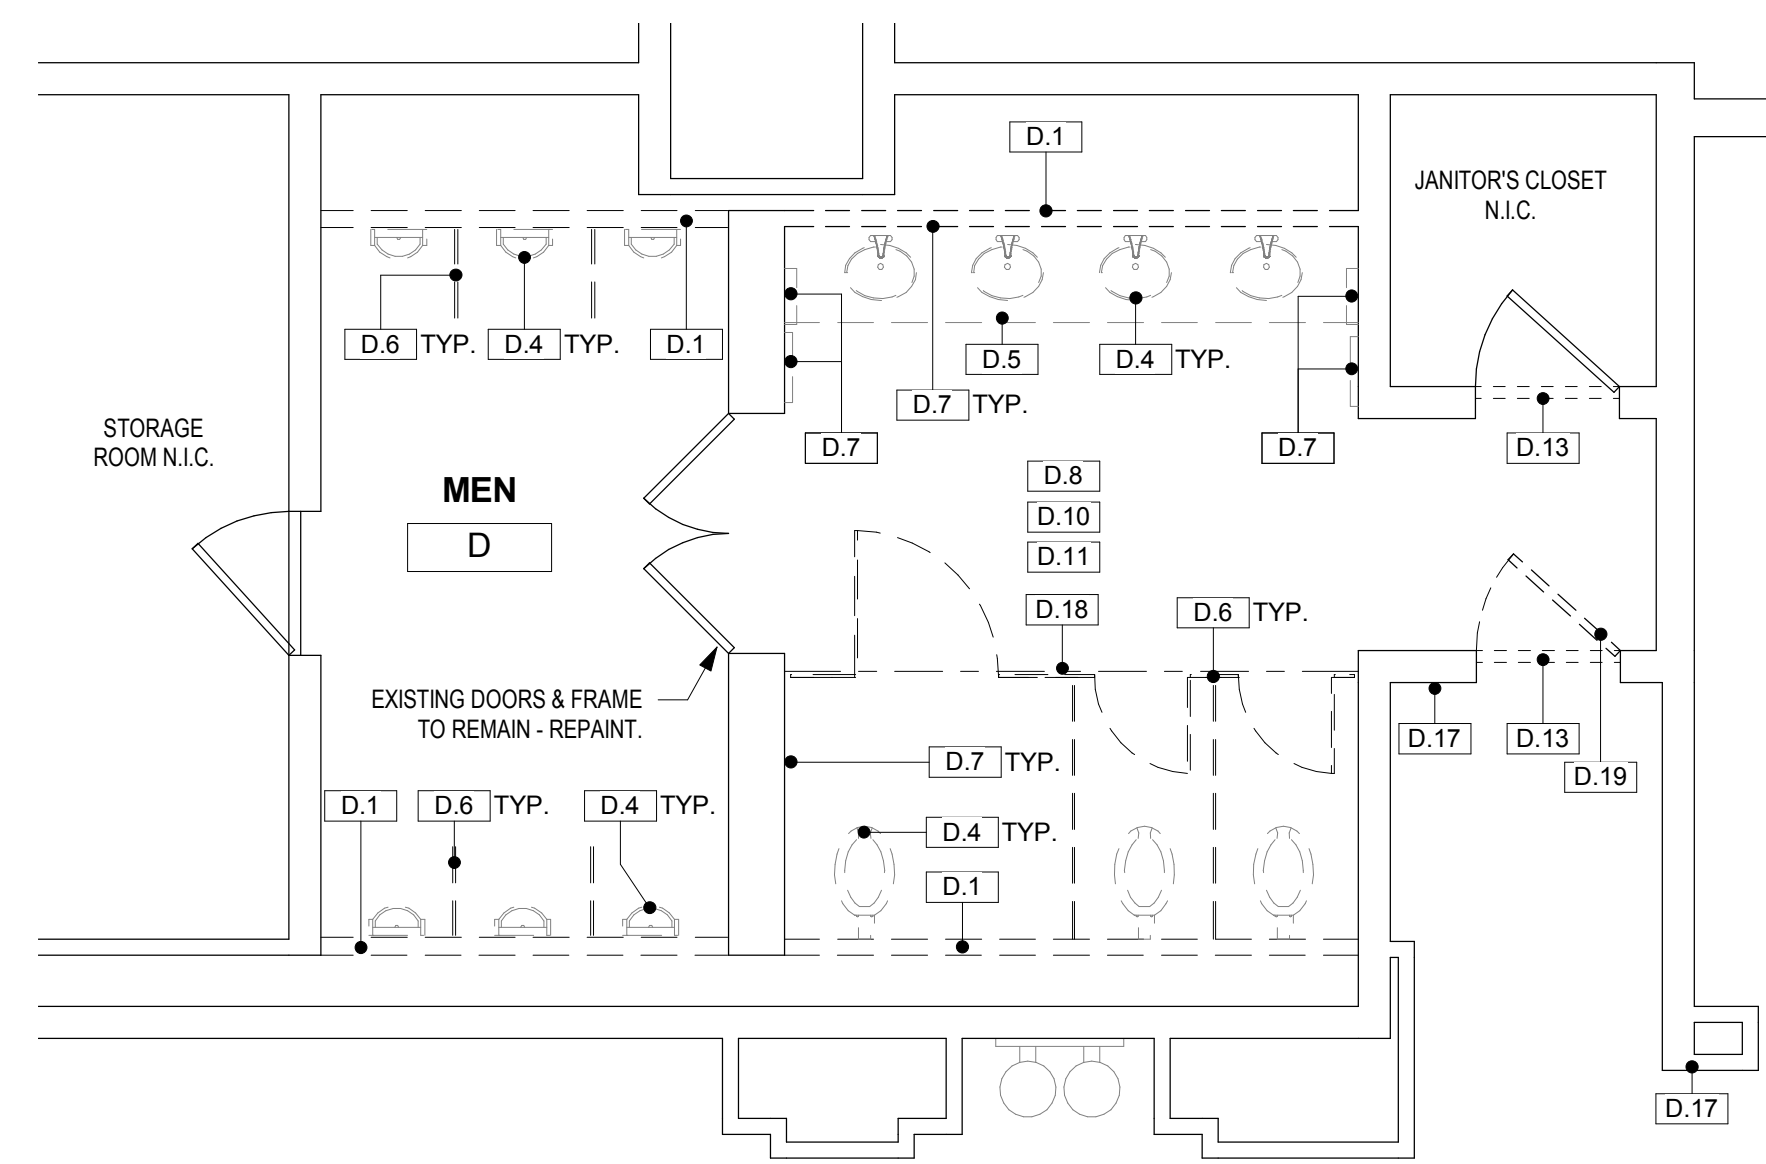 D.1
JANITOR'S CLOSET
N.I.C.
D.6 TYP.
D.4 TYP.
D.1
D.5
D.4 TYP.
D.7 TYP.
STORAGE
ROOM N.I.C.
D.7
D.7
D.13
MEN
D
D.8
D.10
D.11
D.18
D.6 TYP.
EXISTING DOORS & FRAME
TO REMAIN - REPAINT.
D.17
D.13
D.7 TYP.
D.19
D.1
D.6 TYP.
D.4 TYP.
D.4 TYP.
D.1
D.17